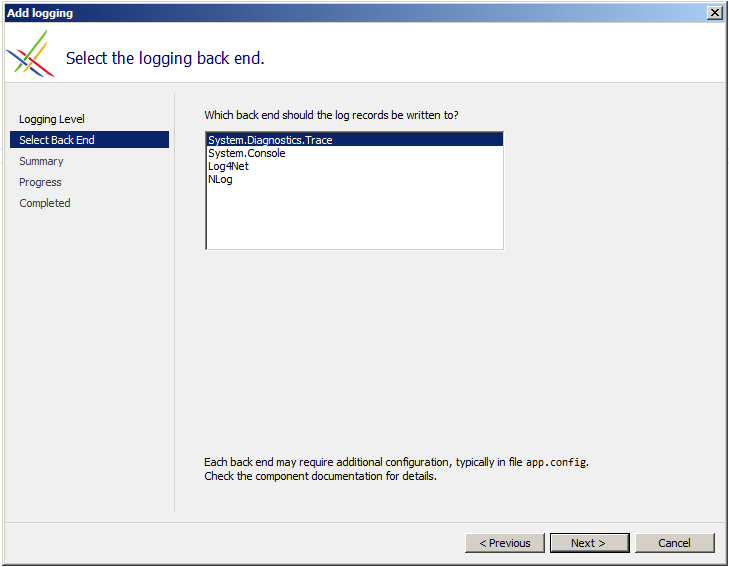 Add logging
Select the logging back end.
Logging Level
Select Back End
Summary
Progress
Completed
Which back end should the log records be written to?
System.Diagnostics.Trace
System.Console
Log4Net
NLog
Each back end may require additional configuration, typically in file app.config.
Check the component documentation for details.
< Previous
Next >
Cancel